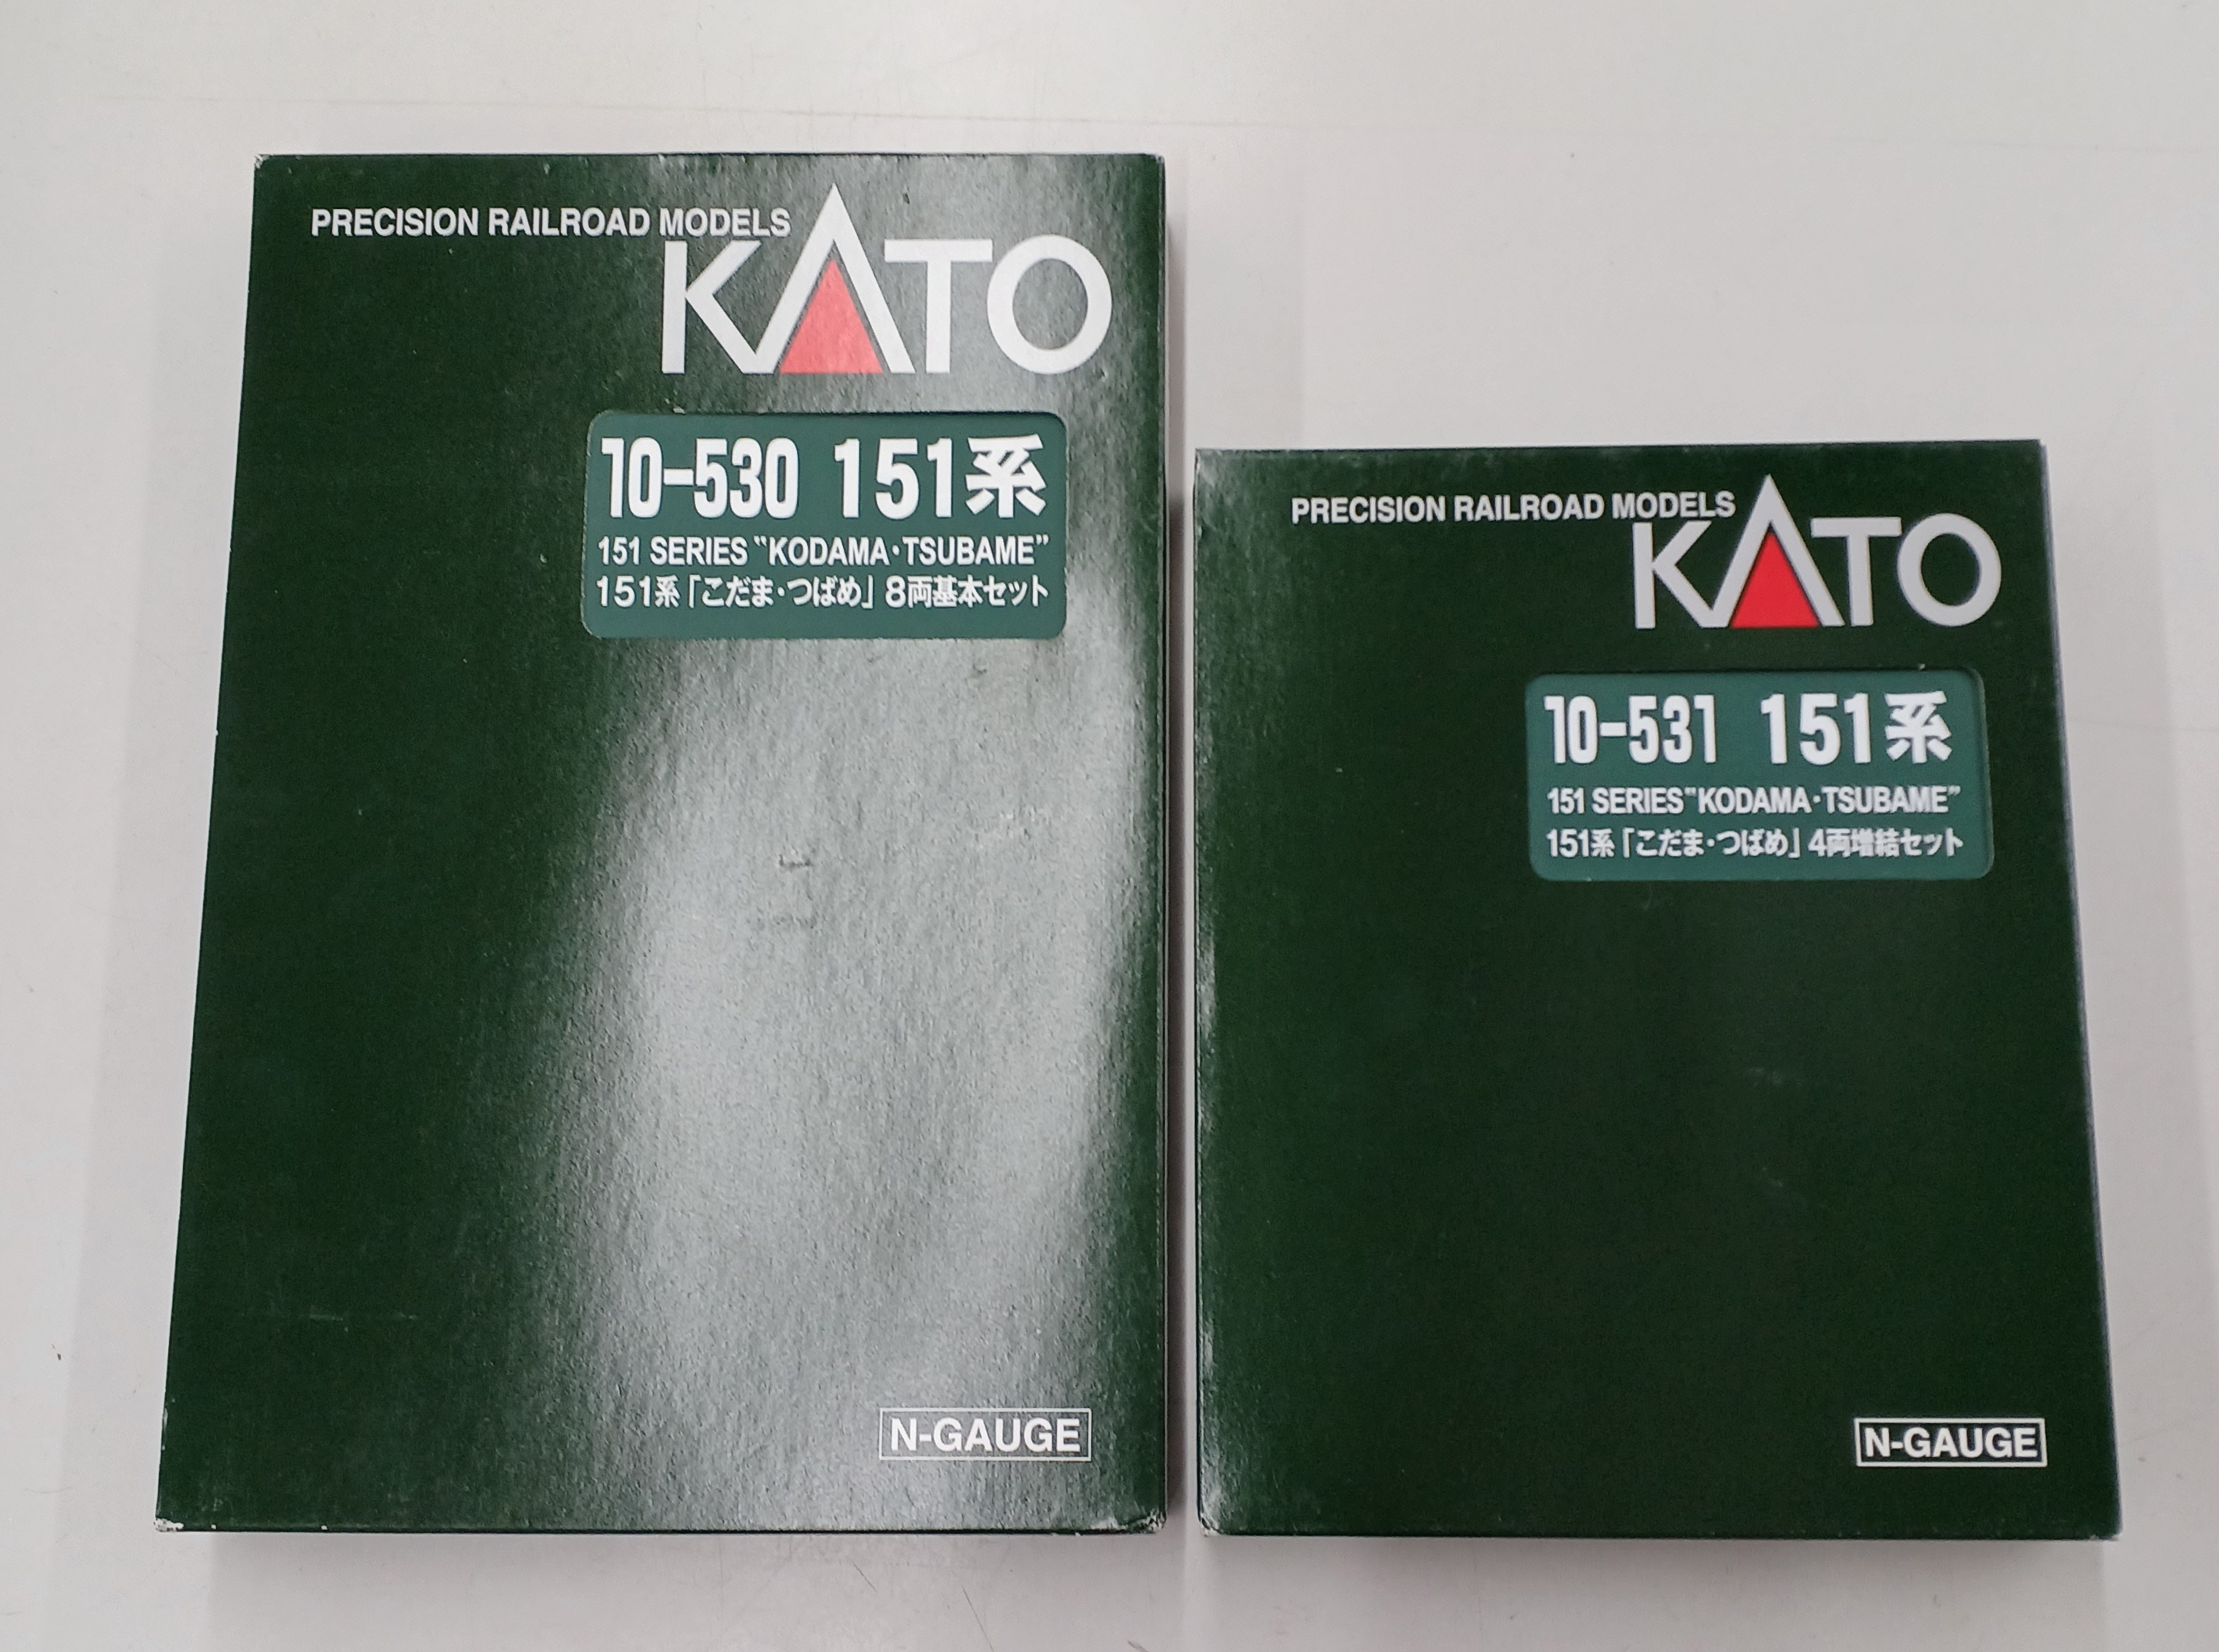 PRECISION RAILROAD MODELS
KATO
10-530 151系
151 SERIES "KODAMA・TSUBAME"
151系「こだま・つばめ」8両基本セット
N-GAUGE
PRECISION RAILROAD MODELS
KATO
10-531 151系
151 SERIES "KODAMA・TSUBAME"
151系「こだま・つばめ」4両増結セット
N-GAUGE